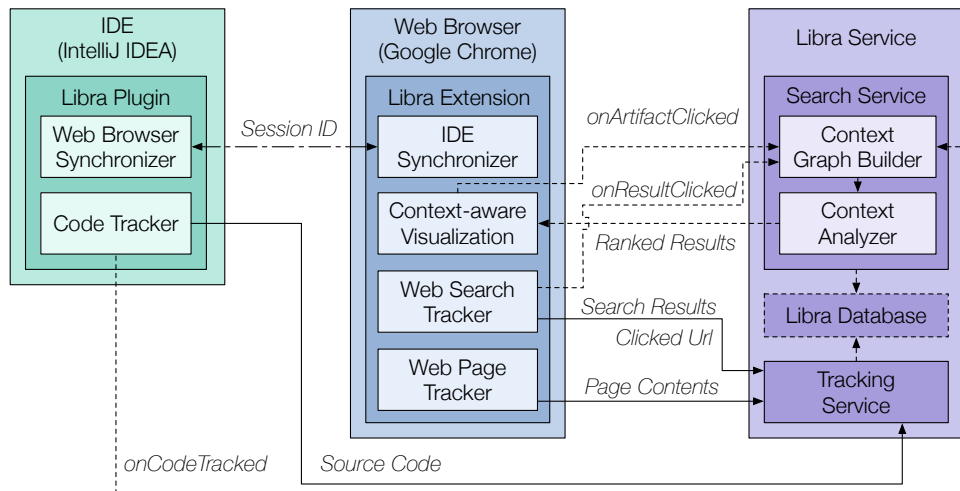 IDE
(IntelliJ IDEA)
Libra Plugin
Web Browser
Synchronizer
Code Tracker
Session ID
Web Browser
(Google Chrome)
Libra Extension
IDE
Synchronizer
Context-aware
Visualization
Web Search
Tracker
Web Page
Tracker
onArtifactClicked
onResultClicked
Ranked Results
Search Results
Clicked Url
Page Contents
Libra Service
Search Service
Context
Graph Builder
Context
Analyzer
Libra Database
Tracking
Service
onCodeTracked
Source Code